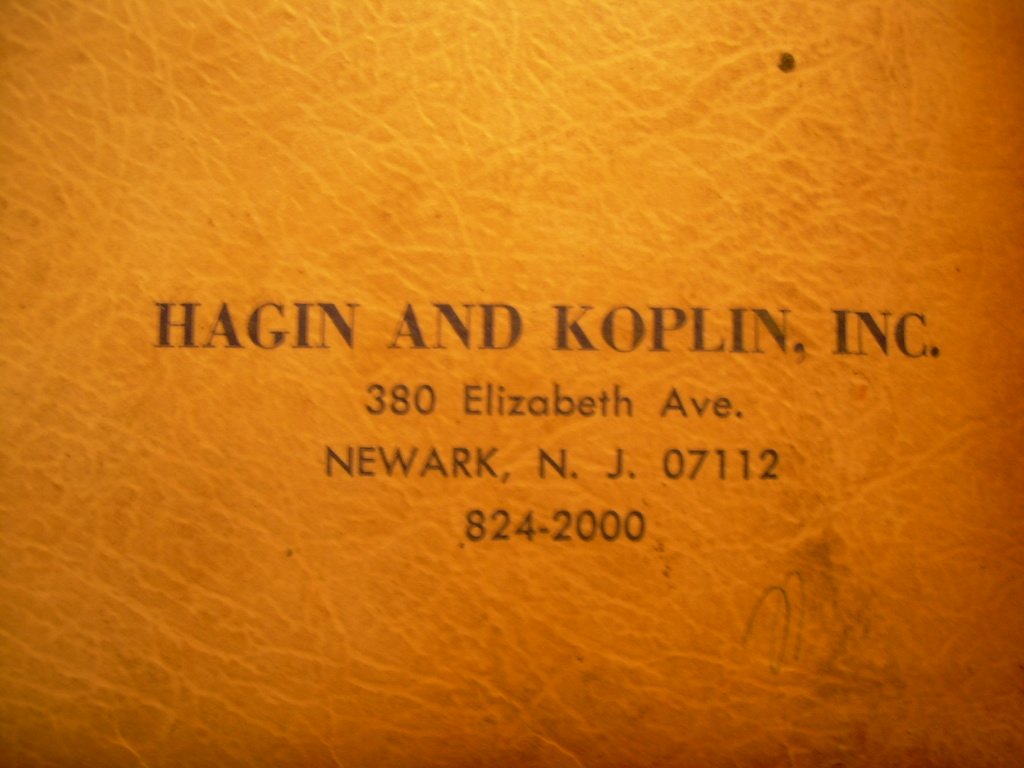 HAGIN AND KOPLIN, INC.
380 Elizabeth Ave.
NEWARK, N. J. 07112
824-2000